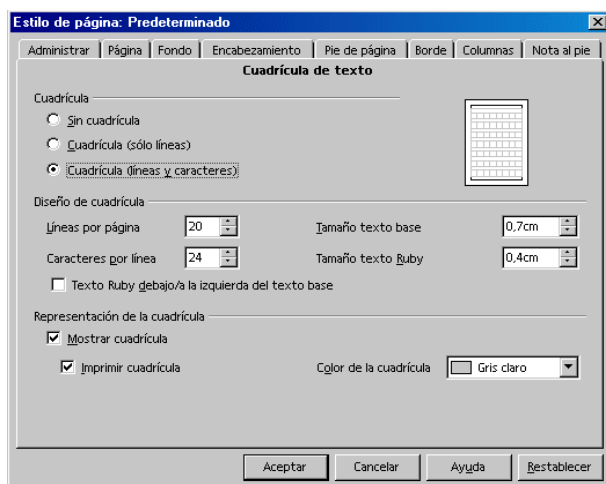 Estilo de página: Predeterminado
Administrar Página Fondo Encabezamiento Pie de página Borde Columnas Nota al pie
Cuadrícula de texto
Cuadrícula
Sin cuadrícula
Cuadrícula (sólo líneas)
Cuadrícula (líneas y caracteres)
Diseño de cuadrícula
Líneas por página 20 Tamaño texto base 0,7cm
Caracteres por línea 24 Tamaño texto Ruby 0,4cm
Texto Ruby debajo/a la izquierda del texto base
Representación de la cuadrícula
Mostrar cuadrícula
Imprimir cuadrícula Color de la cuadrícula Gris claro
Aceptar Cancelar Ayuda Restablecer